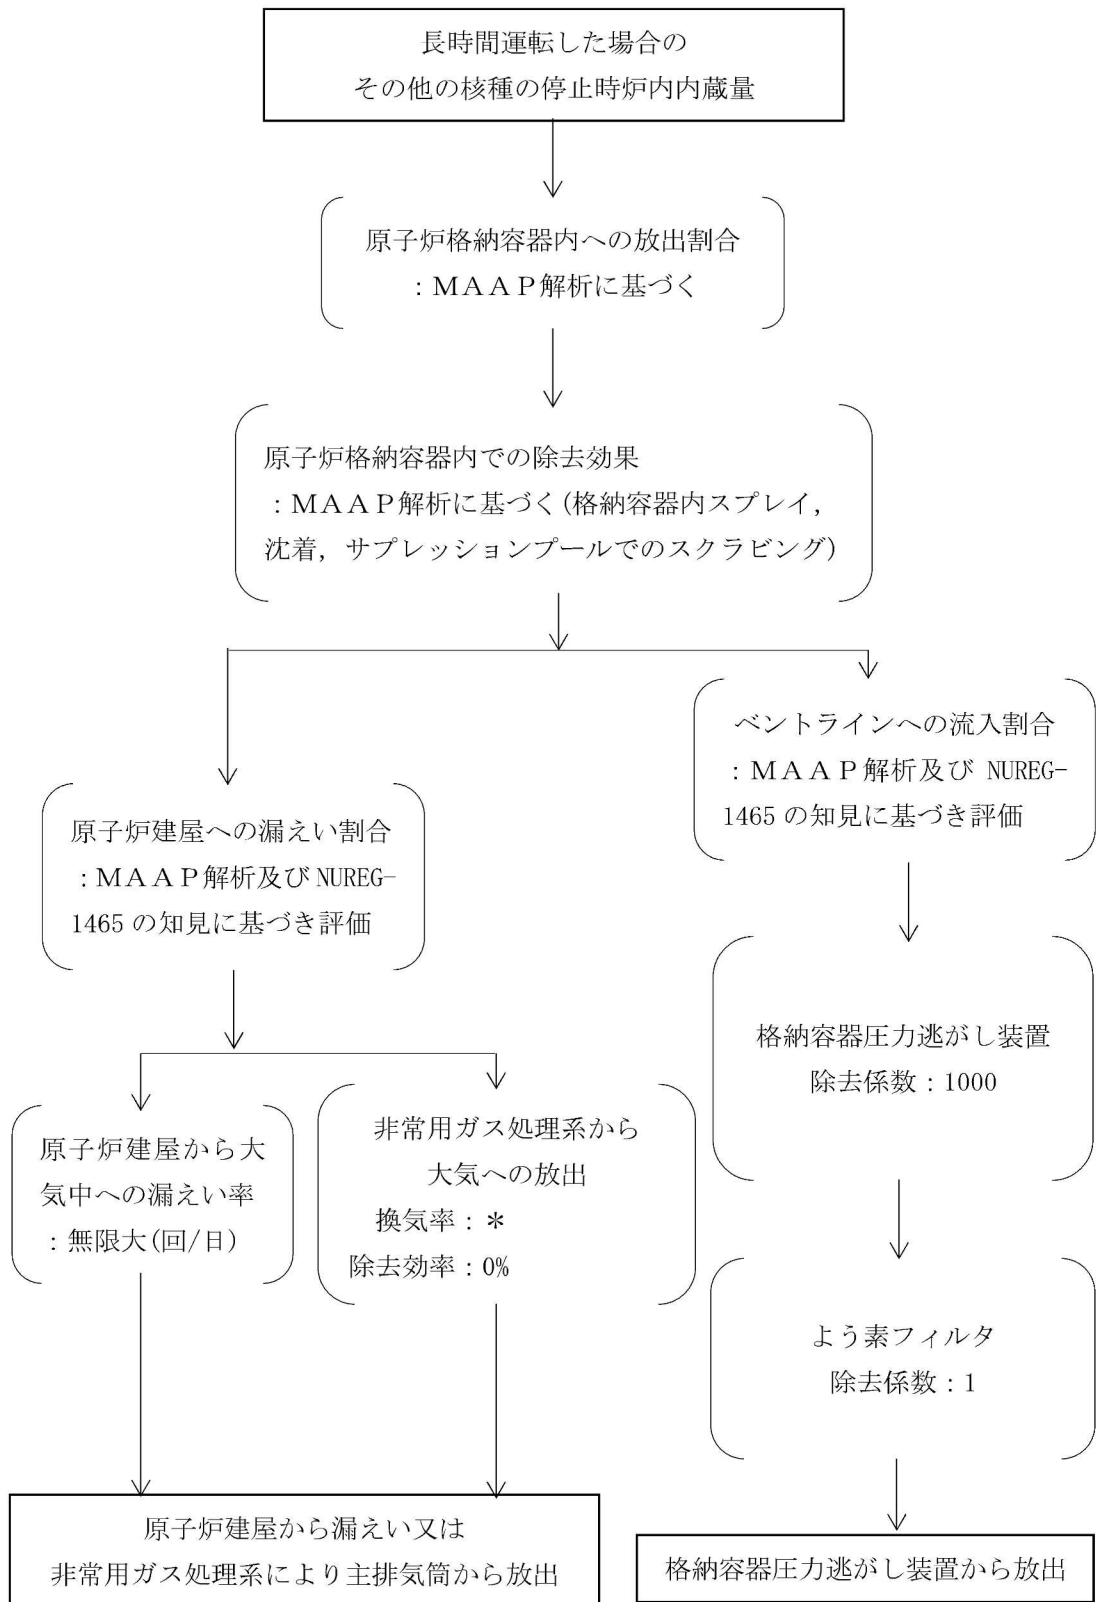 長時間運転した場合の
その他の核種の停止時炉内内蔵量
原子炉格納容器内への放出割合
：ＭＡＡＰ解析に基づく
原子炉格納容器内での除去効果
：ＭＡＡＰ解析に基づく(格納容器内スプレイ，
沈着，サプレッションプールでのスクラビング)
ベントラインへの流入割合
：ＭＡＡＰ解析及び NUREG-
1465 の知見に基づき評価
原子炉建屋への漏えい割合
：ＭＡＡＰ解析及び NUREG-
1465 の知見に基づき評価
格納容器圧力逃がし装置
除去係数：1000
原子炉建屋から大
気中への漏えい率
：無限大(回/日)
非常用ガス処理系から
大気への放出
換気率：＊
除去効率：0%
よう素フィルタ
除去係数：1
原子炉建屋から漏えい又は
非常用ガス処理系により主排気筒から放出
格納容器圧力逃がし装置から放出